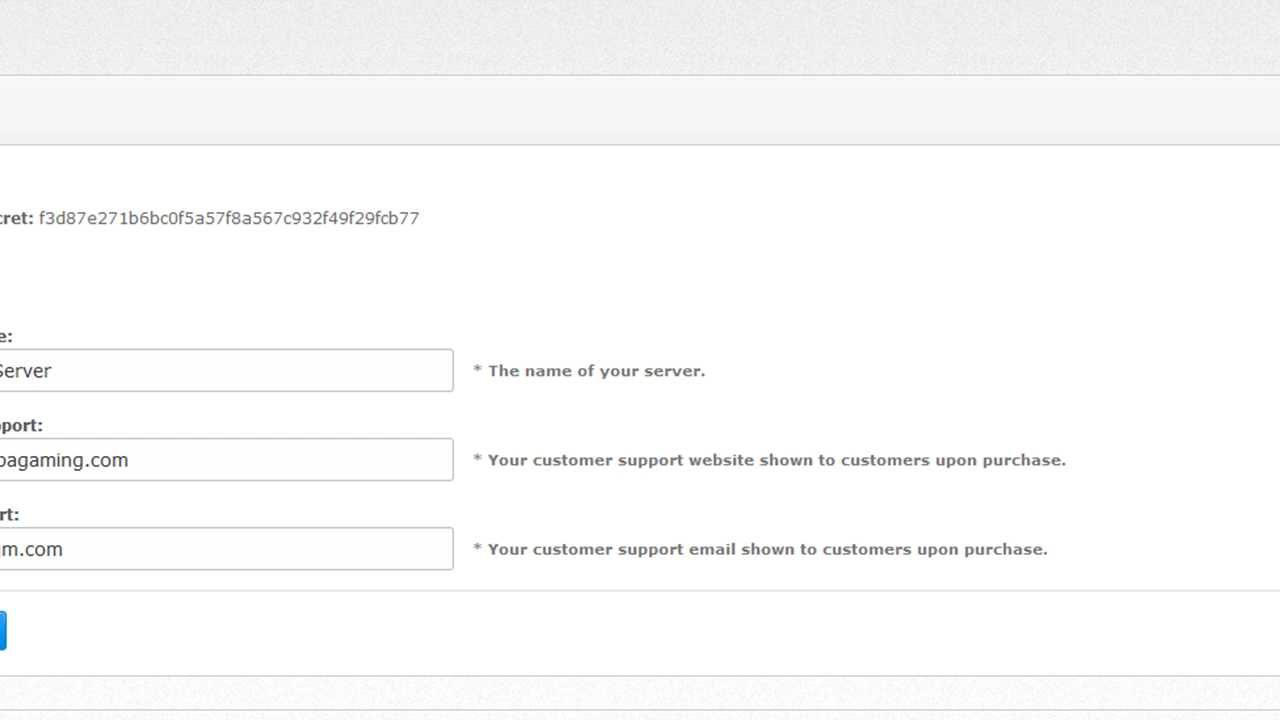 cret: f3d87e271b6bc0f5a57f8a567c932f49f29fcb77
e:
Server * The name of your server.
pport:
pagaming.com * Your customer support website shown to customers upon purchase.
rt:
m.com * Your customer support email shown to customers upon purchase.